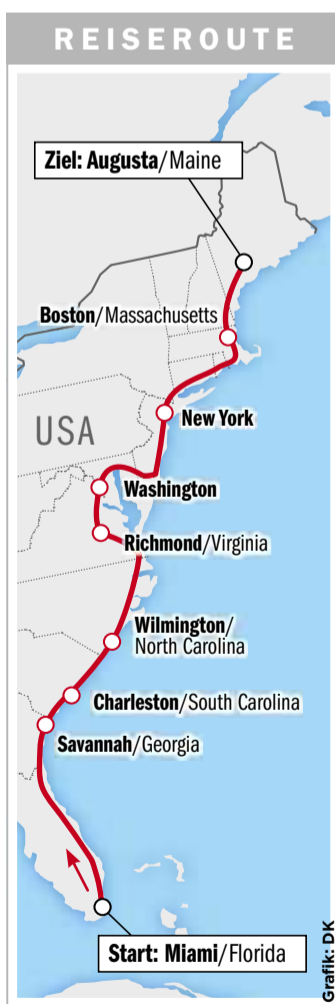 REISEROUTE
Ziel: Augusta/Maine
Boston/Massachusetts
New York
USA
Washington
Richmond/Virginia
Wilmington/
North Carolina
Charleston/South Carolina
Savannah/Georgia
Start: Miami/Florida
Grafik: DK